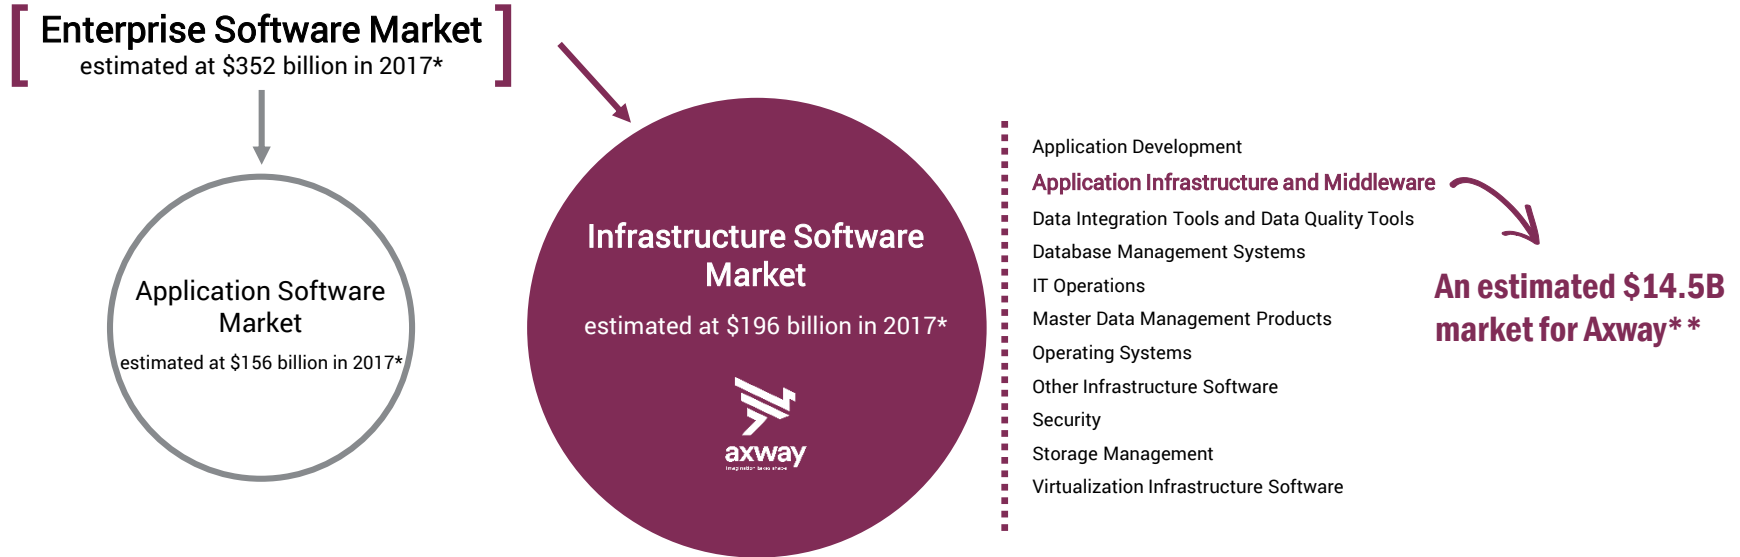 Enterprise Software Market
estimated at $352 billion in 2017*
Application Software
Market
estimated at $156 billion in 2017*
Infrastructure Software
Market
estimated at $196 billion in 2017*
axway
imagination takes shape
Application Development
Application Infrastructure and Middleware
Data Integration Tools and Data Quality Tools
Database Management Systems
IT Operations
Master Data Management Products
Operating Systems
Other Infrastructure Software
Security
Storage Management
Virtualization Infrastructure Software
An estimated $14.5B
market for Axway**